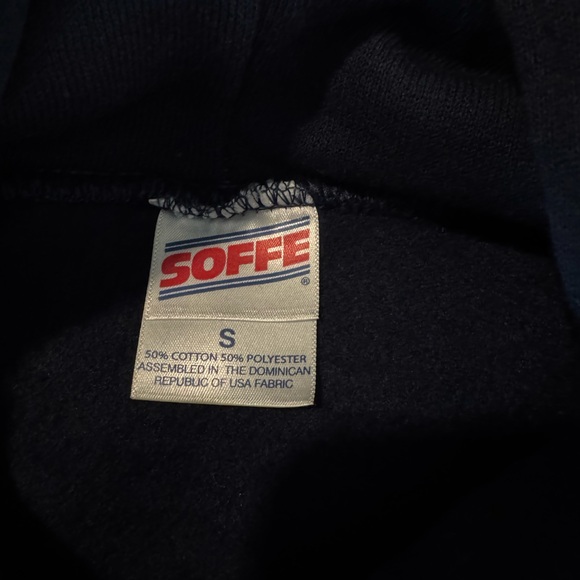 SOFFE®
S
50% COTTON 50% POLYESTER
ASSEMBLED IN THE DOMINICAN
REPUBLIC OF USA FABRIC